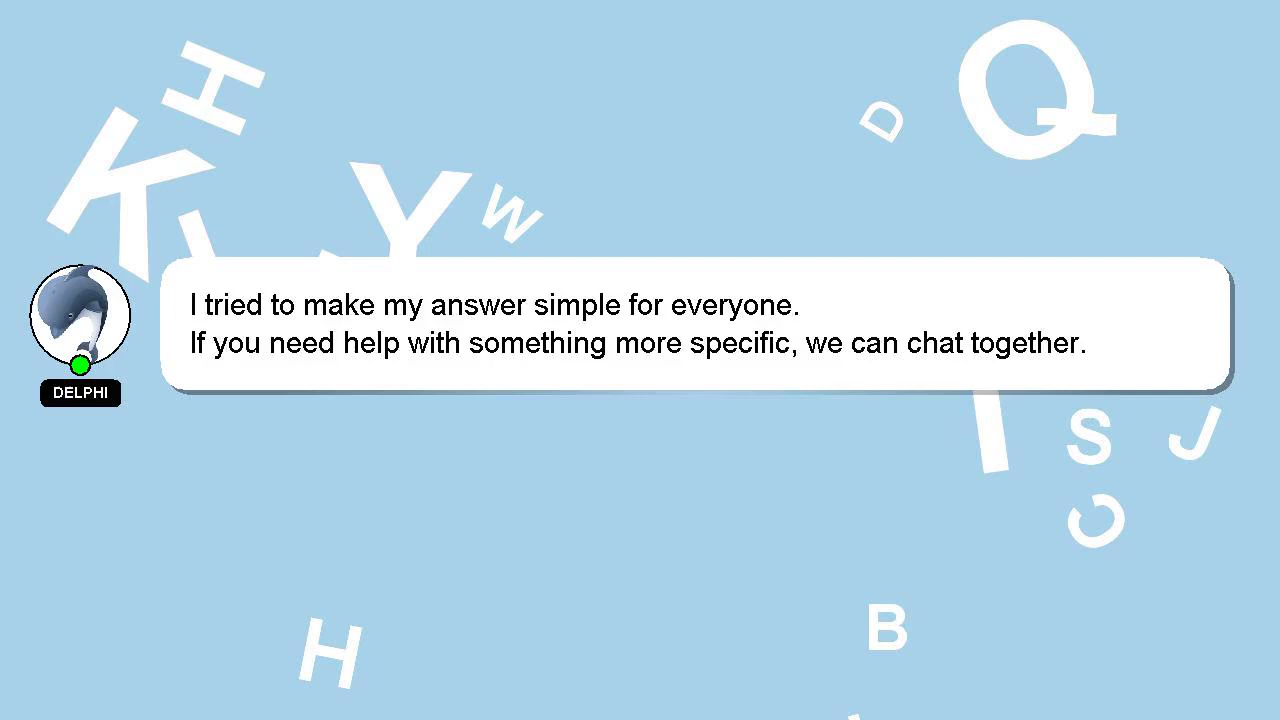 H
Q
D
K
Y
W
I tried to make my answer simple for everyone.
If you need help with something more specific, we can chat together.
DELPHI
S
J
C
B
H